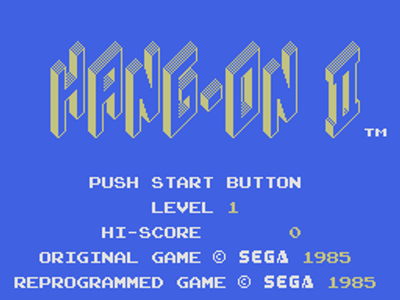 HANG-ON II
TM
PUSH START BUTTON
LEVEL 1
HI-SCORE 0
ORIGINAL GAME © SEGA 1985
REPROGRAMMED GAME © SEGA 1985